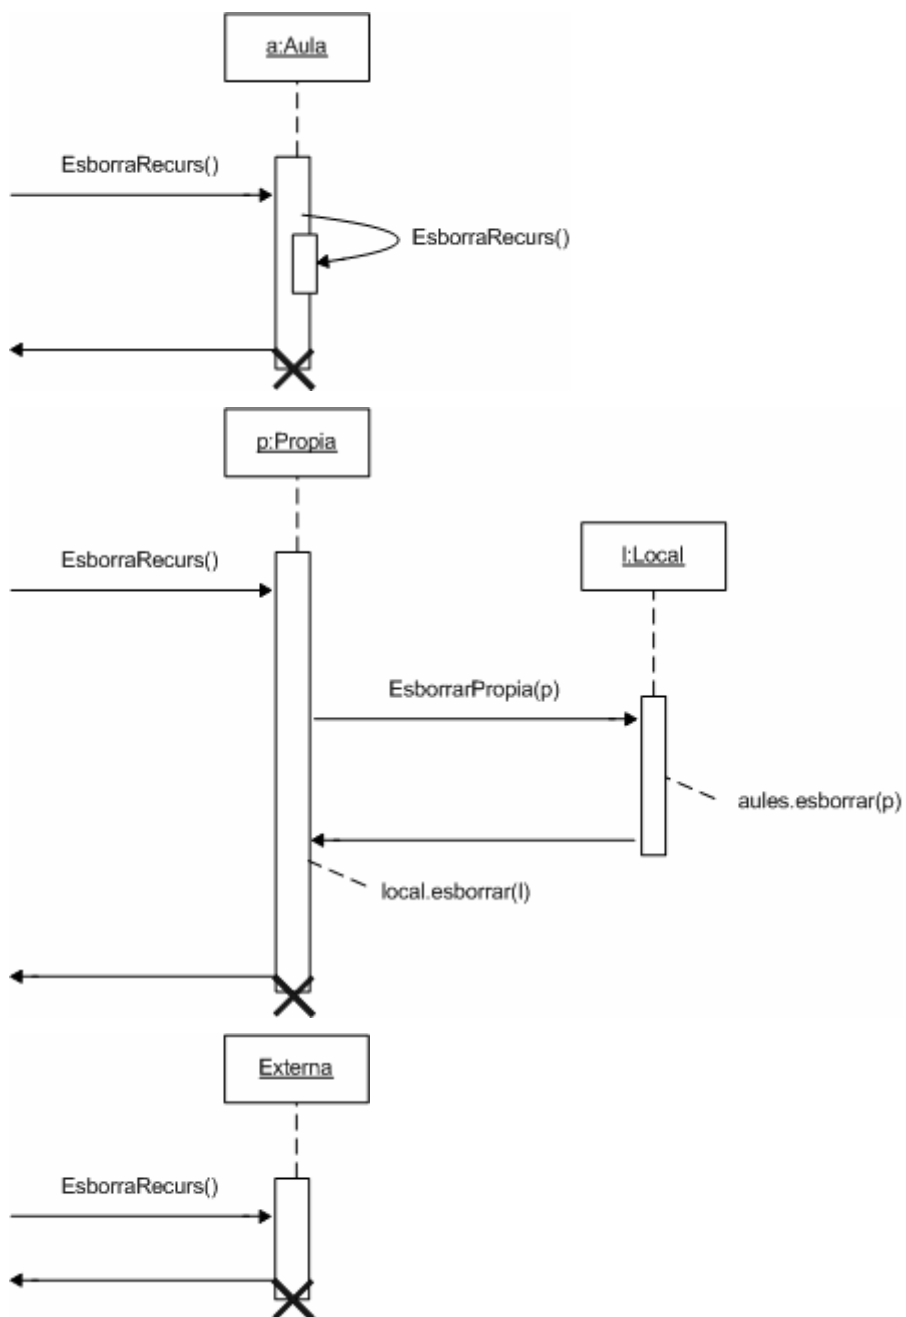 a:Aula
EsborraRecurs()
EsborraRecurs()
p:Propia
l:Local
EsborraRecurs()
EsborrarPropia(p)
aules.esborrar(p)
local.esborrar(l)
Externa
EsborraRecurs()